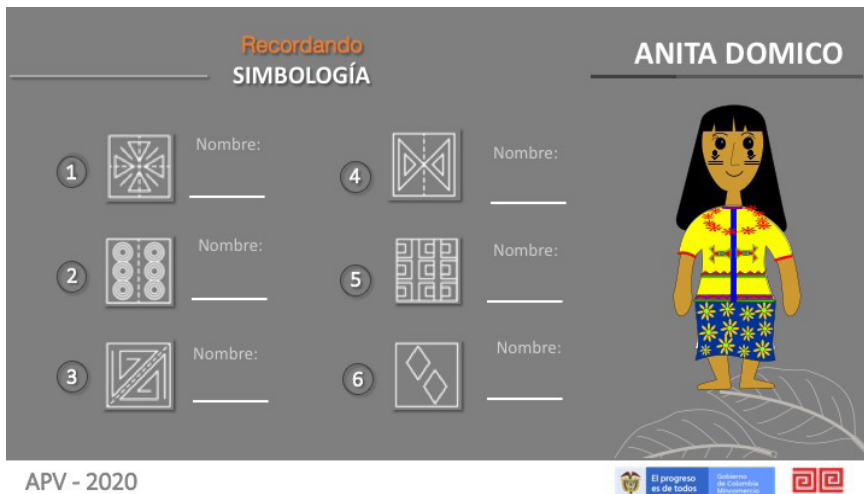 Recordando
SIMBOLOGÍA
ANITA DOMICO
1 Nombre:
2 Nombre:
3 Nombre:
4 Nombre:
5 Nombre:
6 Nombre:
APV - 2020
El progreso
es de todos
Gobierno
de Colombia
Mincomercio